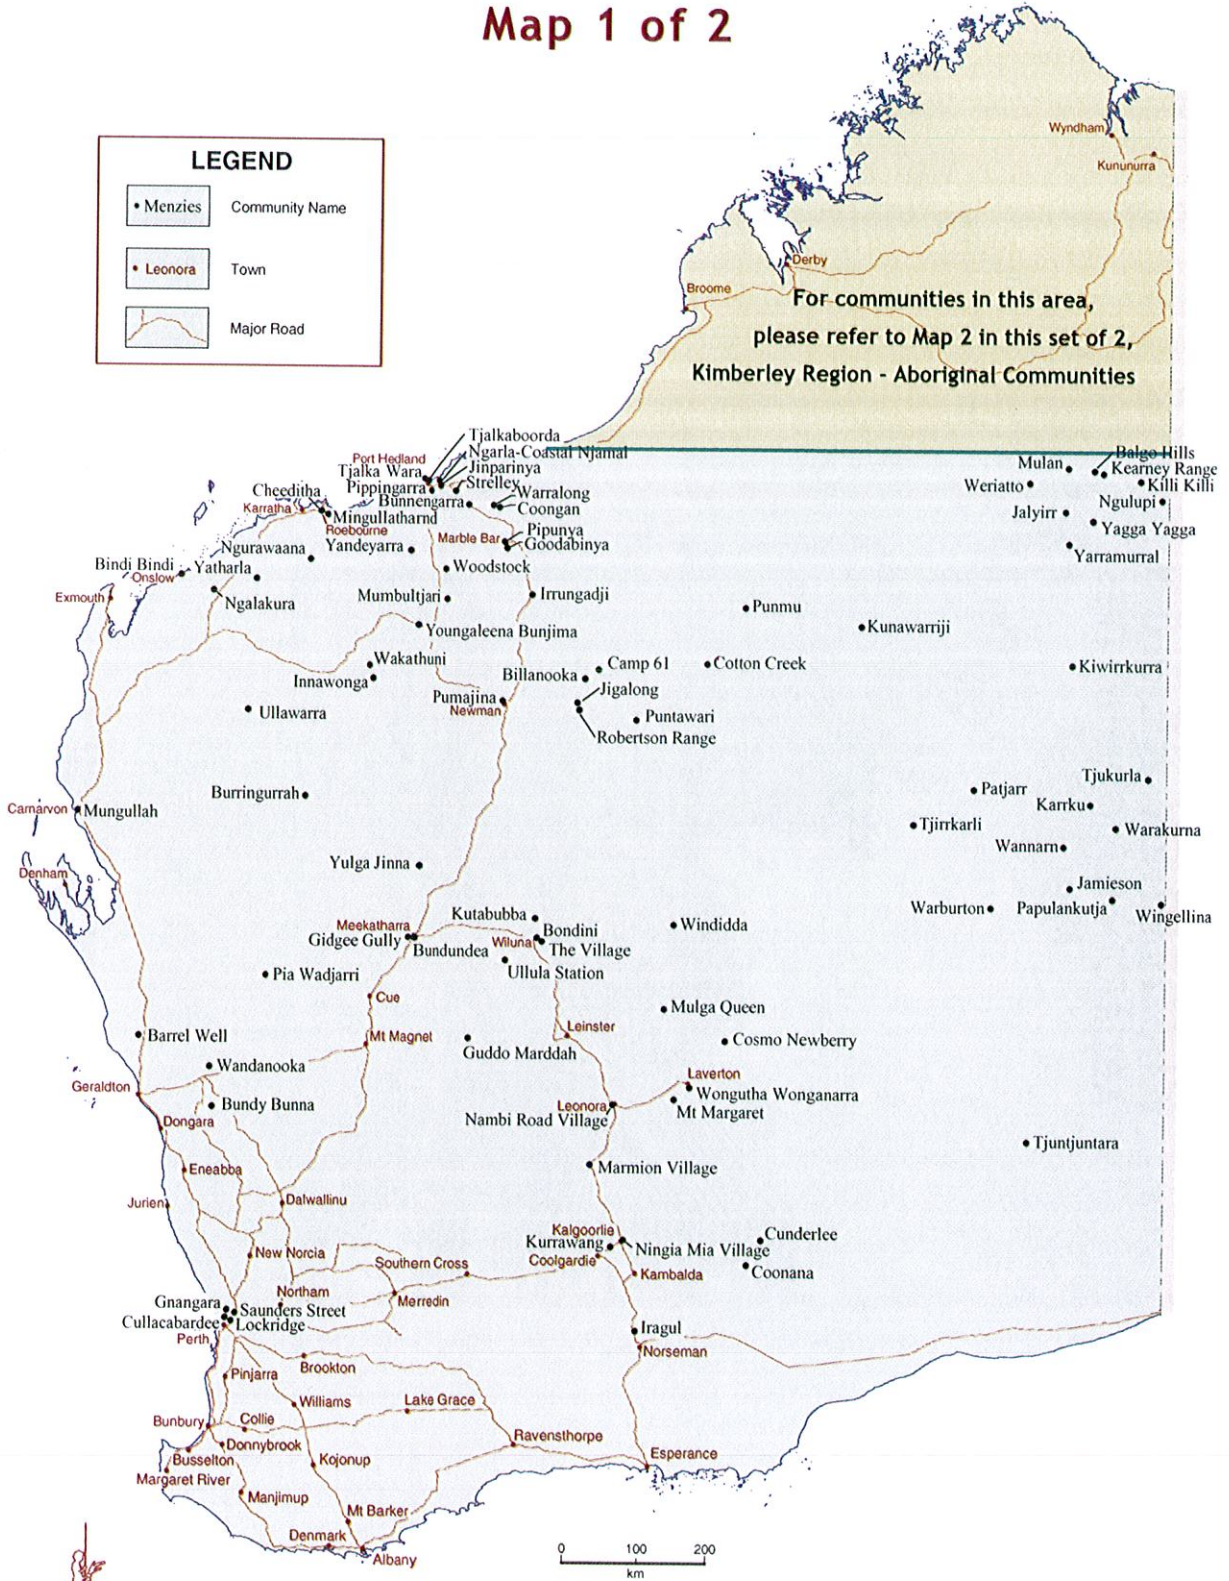 Map 1 of 2
LEGEND
Menzies
Community Name
Leonora
Town
Major Road
Wyndham
Kununurra
Derby
Broome
For communities in this area,
please refer to Map 2 in this set of 2,
Kimberley Region - Aboriginal Communities
Tjalkaboorda
Port Hedland
Ngarla-Coastal Njamal
Tjalka Wara
Jinparinya
Pippingarra
Strelley
Bunnengarra
Warralong
Coongan
Cheeditha
Karratha
Mingullatharnd
Roebourne
Marble Bar
Pipunya
Goodabinya
Ngurawaana
Yandeyarra
Bindi Bindi
Onslow
Yatharla
Woodstock
Exmouth
Ngalakura
Mumbultjari
Irrungadji
Youngaleena Bunjima
Mulan
Balgo Hills
Kearney Range
Weriatto
Killi Killi
Ngulupi
Jalyirr
Yagga Yagga
Yarramurral
Punmu
Kunawarriji
Wakathuni
Innawonga
Camp 61
Cotton Creek
Billanooka
Kiwirrkurra
Jigalong
Pumajina
Newman
Ullawarra
Puntawari
Robertson Range
Burringurrah
Carnarvon
Mungullah
Tjukurla
Patjarr
Karrku
Tjirrkarli
Warakurna
Wannarn
Yulga Jinna
Denham
Jamieson
Warburton
Papulankutja
Wingellina
Kutabubba
Meekatharra
Gidgee Gully
Bundundea
Bondini
Wiluna
The Village
Ullula Station
Windidda
Pia Wadjarri
Cue
Mulga Queen
Barrel Well
Mt Magnet
Leinster
Guddo Marddah
Cosmo Newberry
Wandanooka
Geraldton
Laverton
Wongutha Wonganarra
Bundy Bunna
Leonora
Mt Margaret
Nambi Road Village
Dongara
Tjuntjuntara
Eneabba
Marmion Village
Jurien
Dalwallinu
Kalgoorlie
Kurrawang
Ningia Mia Village
Cunderlee
New Norcia
Southern Cross
Coolgardie
Kambalda
Coonana
Northam
Merredin
Gnangara
Saunders Street
Cullacabardee
Lockridge
Perth
Iragul
Norseman
Brookton
Pinjarra
Williams
Lake Grace
Bunbury
Collie
Donnybrook
Ravensthorpe
Busselton
Kojonup
Esperance
Margaret River
Manjimup
Mt Barker
Denmark
Albany
0 100 200
km